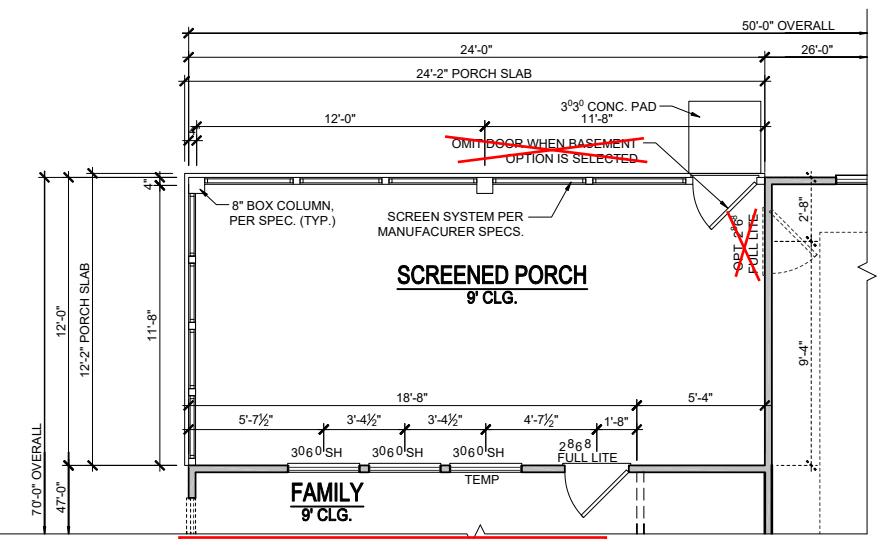 50'-0" OVERALL
24'-0"
26'-0"
24'-2" PORCH SLAB
3⁰3⁰ CONC. PAD
12'-0"
11'-8"
OMIT DOOR WHEN BASEMENT
OPTION IS SELECTED
4"
8" BOX COLUMN,
PER SPEC. (TYP.)
SCREEN SYSTEM PER
MANUFACURER SPECS.
2'-8"
OPT. 2⁸6⁸
FULL LITE
SCREENED PORCH
9' CLG.
12'-0"
12'-2" PORCH SLAB
11'-8"
9'-4"
18'-8"
5'-4"
5'-7½"
3'-4½"
3'-4½"
4'-7½"
1'-8"
3⁰6⁰SH
3⁰6⁰SH
3⁰6⁰SH
2⁸6⁸
FULL LITE
TEMP
70'-0" OVERALL
47'-0"
FAMILY
9' CLG.